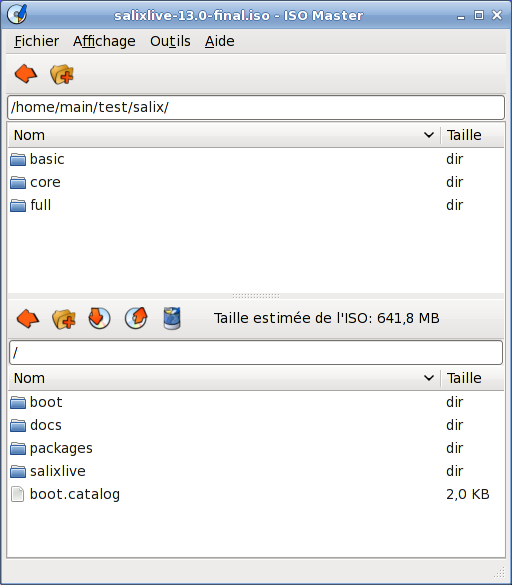 salixlive-13.0-final.iso - ISO Master
Fichier Affichage Outils Aide
/home/main/test/salix/
Nom Taille
basic dir
core dir
full dir
Taille estimée de l'ISO: 641,8 MB
/
Nom Taille
boot dir
docs dir
packages dir
salixlive dir
boot.catalog 2,0 KB